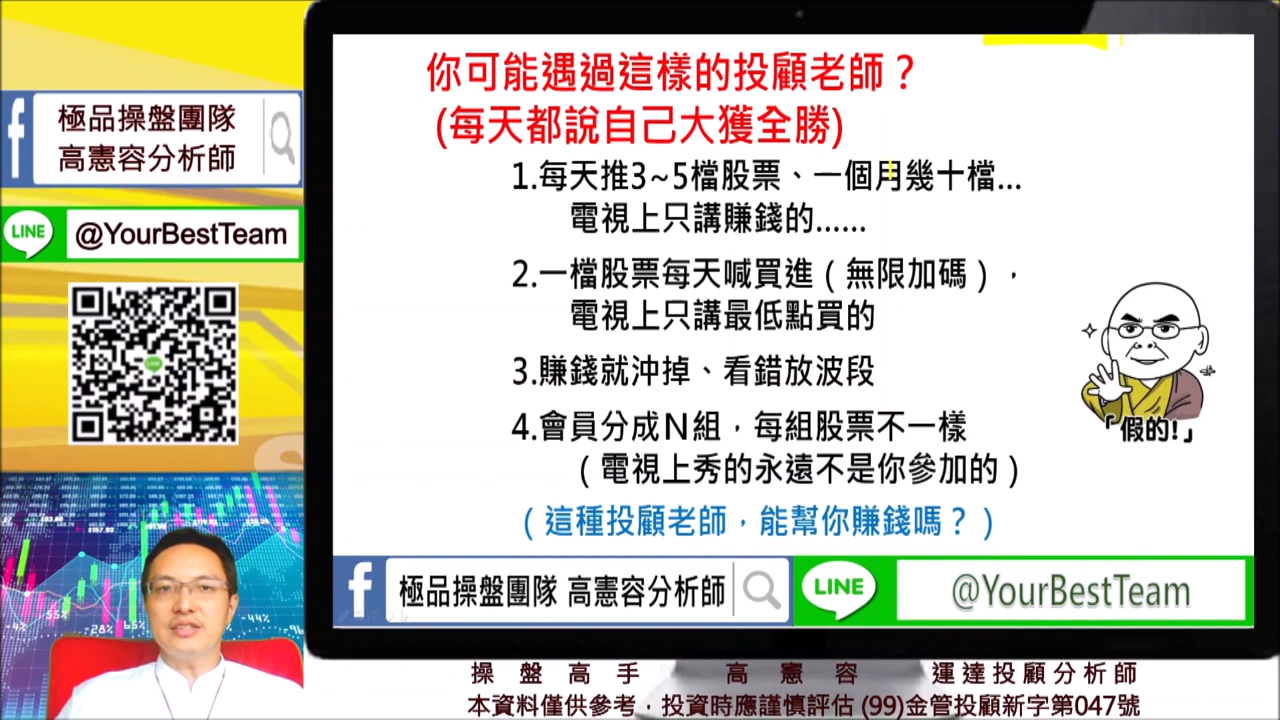 極品操盤團隊
高憲容分析師
LINE
@YourBestTeam
你可能遇過這樣的投顧老師？
(每天都說自己大獲全勝)
1.每天推3~5檔股票、一個月幾十檔...
電視上只講賺錢的......
2.一檔股票每天喊買進（無限加碼），
電視上只講最低點買的
3.賺錢就沖掉、看錯放波段
4.會員分成N組，每組股票不一樣
（電視上秀的永遠不是你參加的）
「假的!」
（這種投顧老師，能幫你賺錢嗎？）
極品操盤團隊 高憲容分析師
LINE
@YourBestTeam
操盤高手 高憲容 運達投顧分析師
本資料僅供參考，投資時應謹慎評估 (99)金管投顧新字第047號